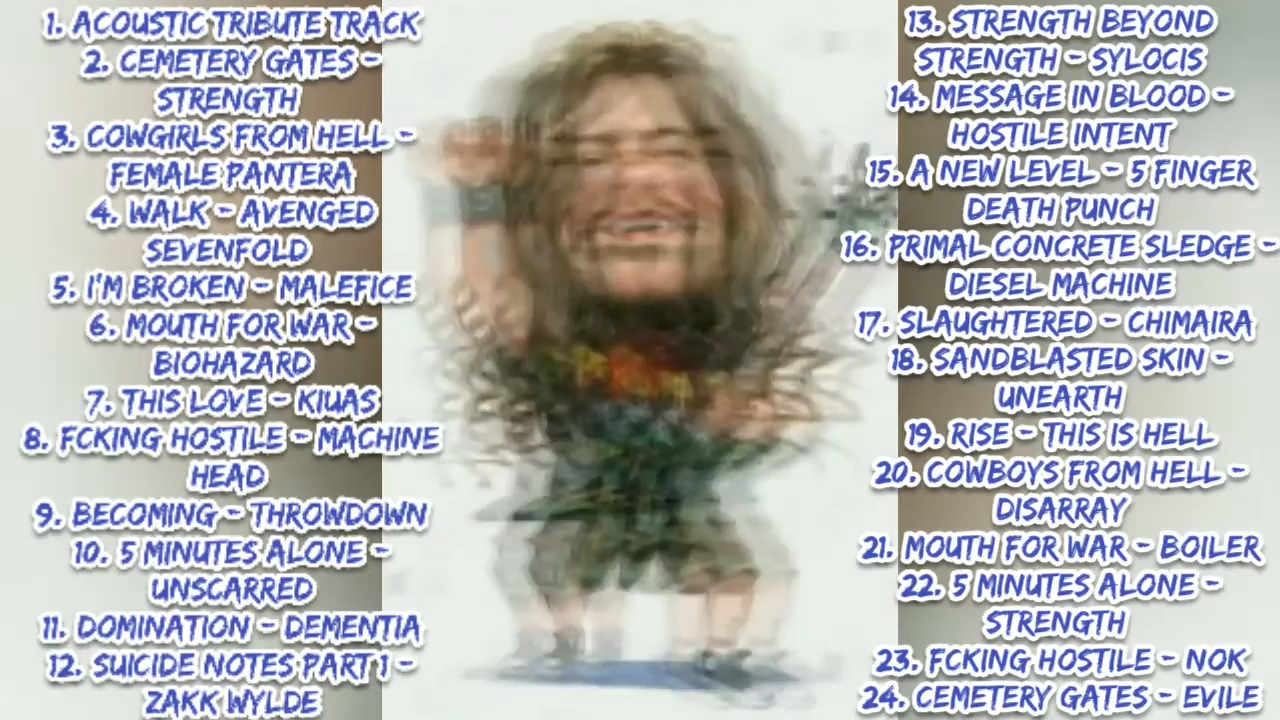 1. ACOUSTIC TRIBUTE TRACK
2. CEMETERY GATES -
STRENGTH
3. COWGIRLS FROM HELL -
FEMALE PANTERA
4. WALK - AVENGED
SEVENFOLD
5. I'M BROKEN - MALEFICE
6. MOUTH FOR WAR -
BIOHAZARD
7. THIS LOVE - KIUAS
8. FCKING HOSTILE - MACHINE
HEAD
9. BECOMING - THROWDOWN
10. 5 MINUTES ALONE -
UNSCARRED
11. DOMINATION - DEMENTIA
12. SUICIDE NOTES PART 1 -
ZAKK WYLDE
13. STRENGTH BEYOND
STRENGTH - SYLOCIS
14. MESSAGE IN BLOOD -
HOSTILE INTENT
15. A NEW LEVEL - 5 FINGER
DEATH PUNCH
16. PRIMAL CONCRETE SLEDGE -
DIESEL MACHINE
17. SLAUGHTERED - CHIMAIRA
18. SANDBLASTED SKIN -
UNEARTH
19. RISE - THIS IS HELL
20. COWBOYS FROM HELL -
DISARRAY
21. MOUTH FOR WAR - BOILER
22. 5 MINUTES ALONE -
STRENGTH
23. FCKING HOSTILE - NOK
24. CEMETERY GATES - EVILE